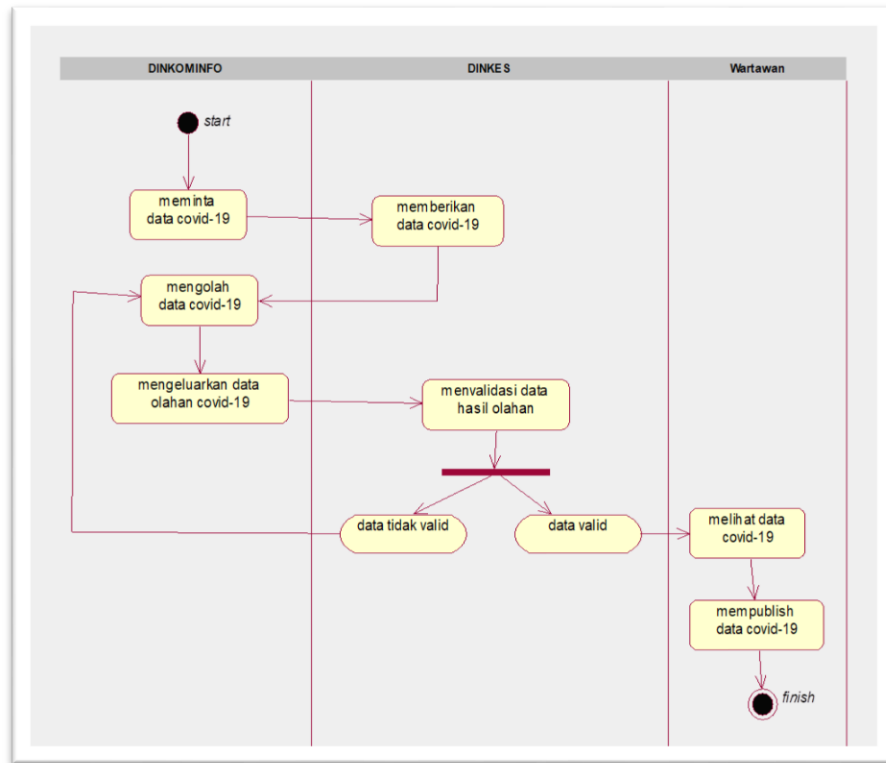 DINKOMINFO
DINKES
Wartawan
start
meminta
data covid-19
memberikan
data covid-19
mengolah
data covid-19
mengeluarkan data
olahan covid-19
menvalidasi data
hasil olahan
data tidak valid
data valid
melihat data
covid-19
mempublish
data covid-19
finish